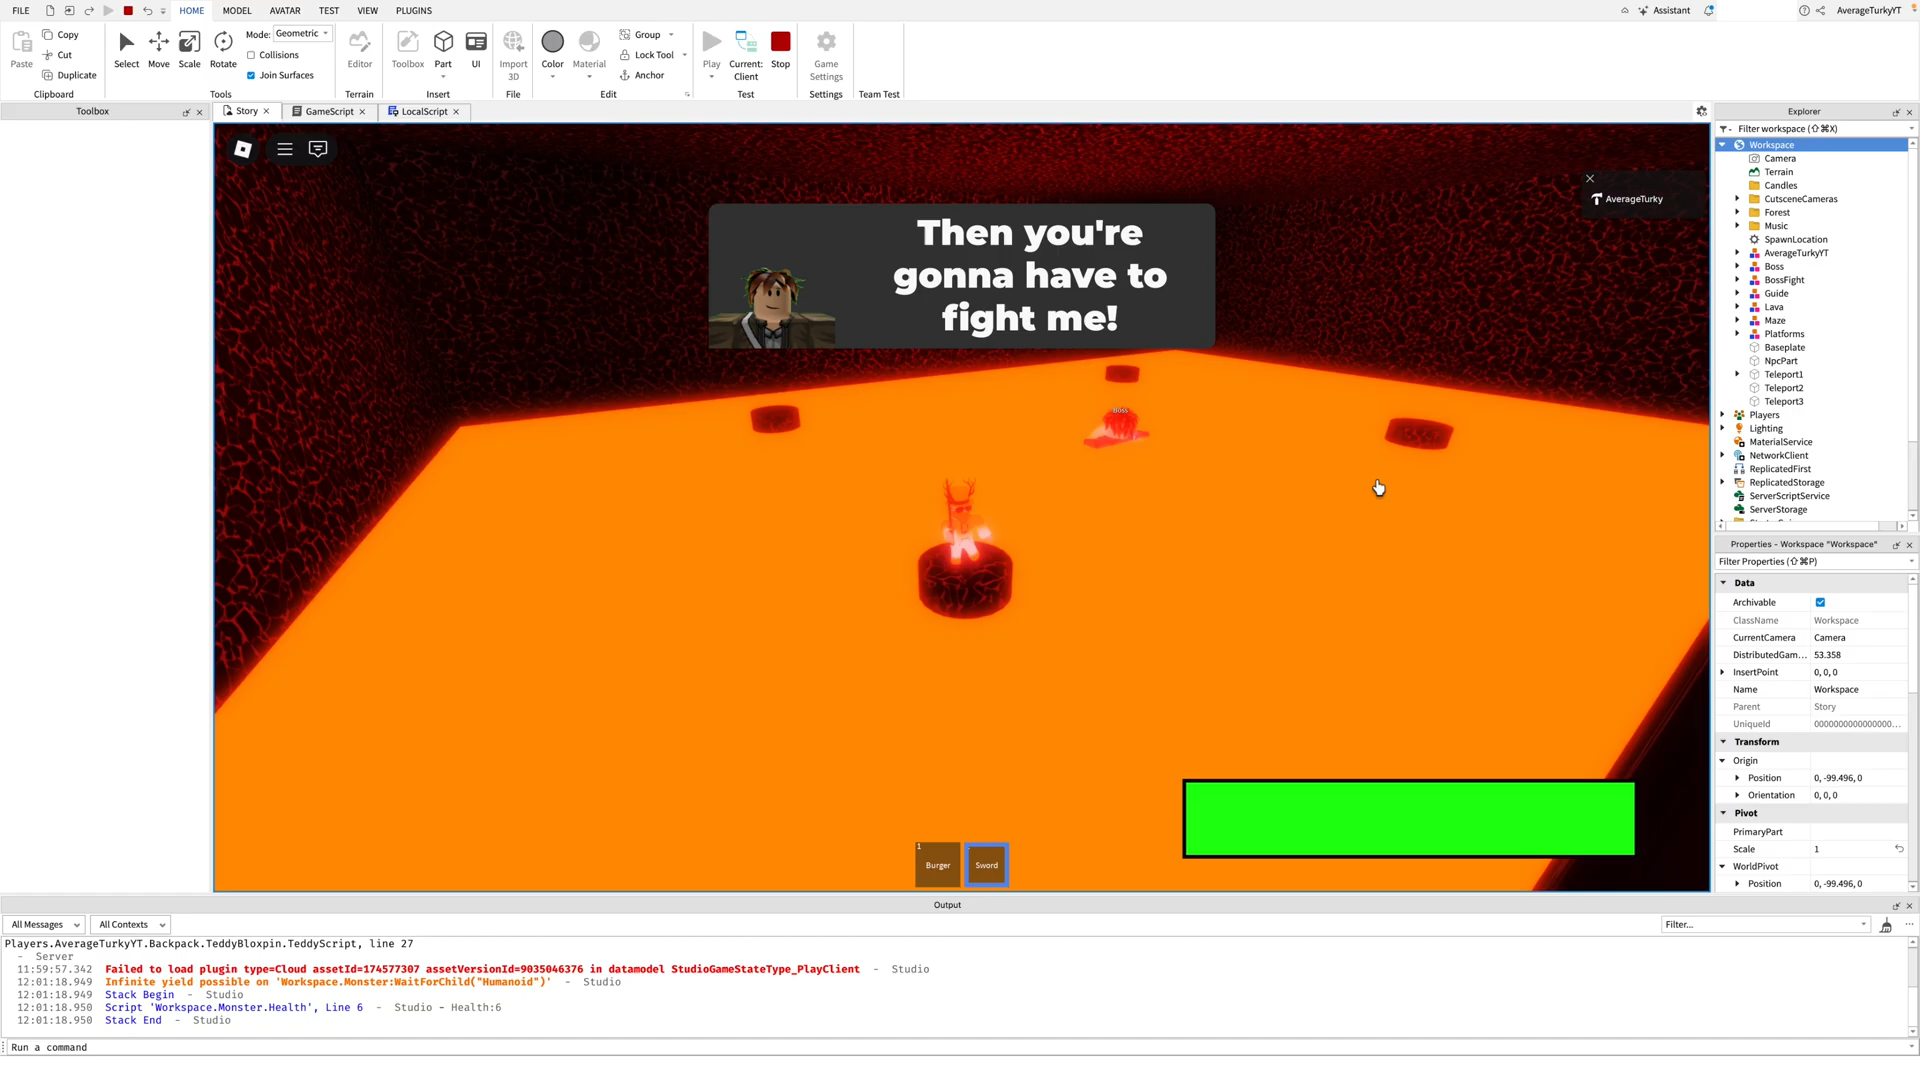 FILE
HOME
MODEL
AVATAR
TEST
VIEW
PLUGINS
Assistant
AverageTurkyYT
Paste
Copy
Cut
Duplicate
Clipboard
Select
Move
Scale
Rotate
Mode: Geometric
Collisions
Join Surfaces
Tools
Editor
Terrain
Toolbox
Part
UI
Insert
Import
3D
File
Color
Material
Group
Lock Tool
Anchor
Edit
Play
Current:
Client
Stop
Test
Game
Settings
Settings
Team Test
Toolbox
Story
GameScript
LocalScript
Then you're
gonna have to
fight me!
AverageTurky
Boss
1
Burger
Sword
Explorer
Filter workspace (⇧⌘X)
Workspace
Camera
Terrain
Candles
CutsceneCameras
Forest
Music
SpawnLocation
AverageTurkyYT
Boss
BossFight
Guide
Lava
Maze
Platforms
Baseplate
NpcPart
Teleport1
Teleport2
Teleport3
Players
Lighting
MaterialService
NetworkClient
ReplicatedFirst
ReplicatedStorage
ServerScriptService
ServerStorage
Properties - Workspace "Workspace"
Filter Properties (⇧⌘P)
Data
Archivable
ClassName Workspace
CurrentCamera Camera
DistributedGam... 53.358
InsertPoint 0, 0, 0
Name Workspace
Parent Story
UniqueId 0000000000000000...
Transform
Origin
Position 0, -99.496, 0
Orientation 0, 0, 0
Pivot
PrimaryPart
Scale 1
WorldPivot
Position 0, -99.496, 0
Output
All Messages
All Contexts
Filter...
Players.AverageTurkyYT.Backpack.TeddyBloxpin.TeddyScript, line 27
- Server
11:59:57.342 Failed to load plugin type=Cloud assetId=174577307 assetVersionId=9035046376 in datamodel StudioGameStateType_PlayClient - Studio
12:01:18.949 Infinite yield possible on 'Workspace.Monster:WaitForChild("Humanoid")' - Studio
12:01:18.949 Stack Begin - Studio
12:01:18.950 Script 'Workspace.Monster.Health', Line 6 - Studio - Health:6
12:01:18.950 Stack End - Studio
Run a command